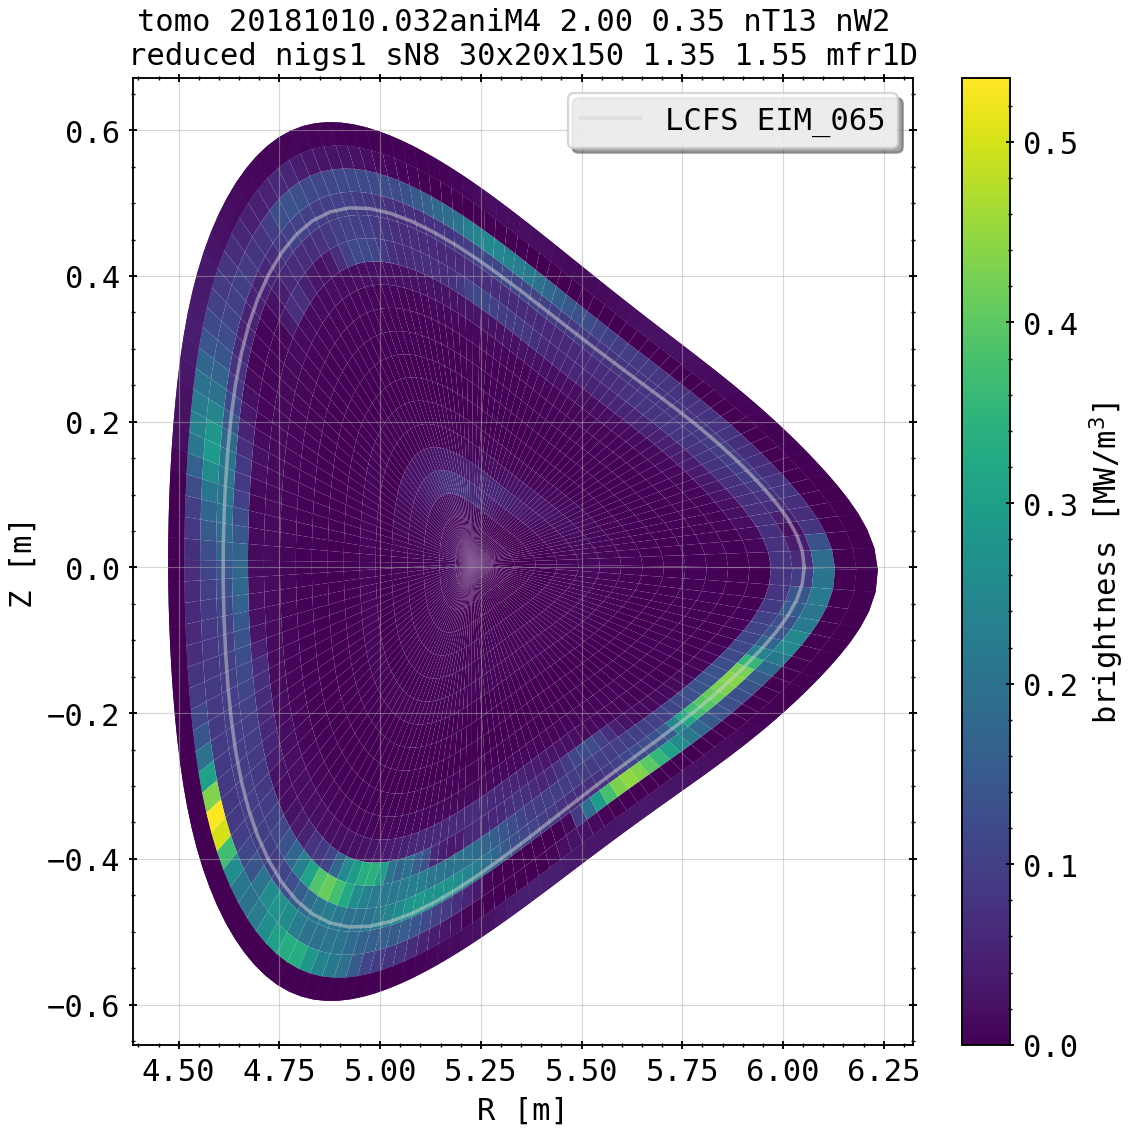 tomo 20181010.032aniM4 2.00 0.35 nT13 nW2
reduced nigs1 sN8 30x20x150 1.35 1.55 mfr1D
LCFS EIM_065
0.6
0.4
0.2
0.0
−0.2
−0.4
−0.6
Z [m]
4.50 4.75 5.00 5.25 5.50 5.75 6.00 6.25
R [m]
0.5
0.4
0.3
0.2
0.1
0.0
brightness [MW/m³]